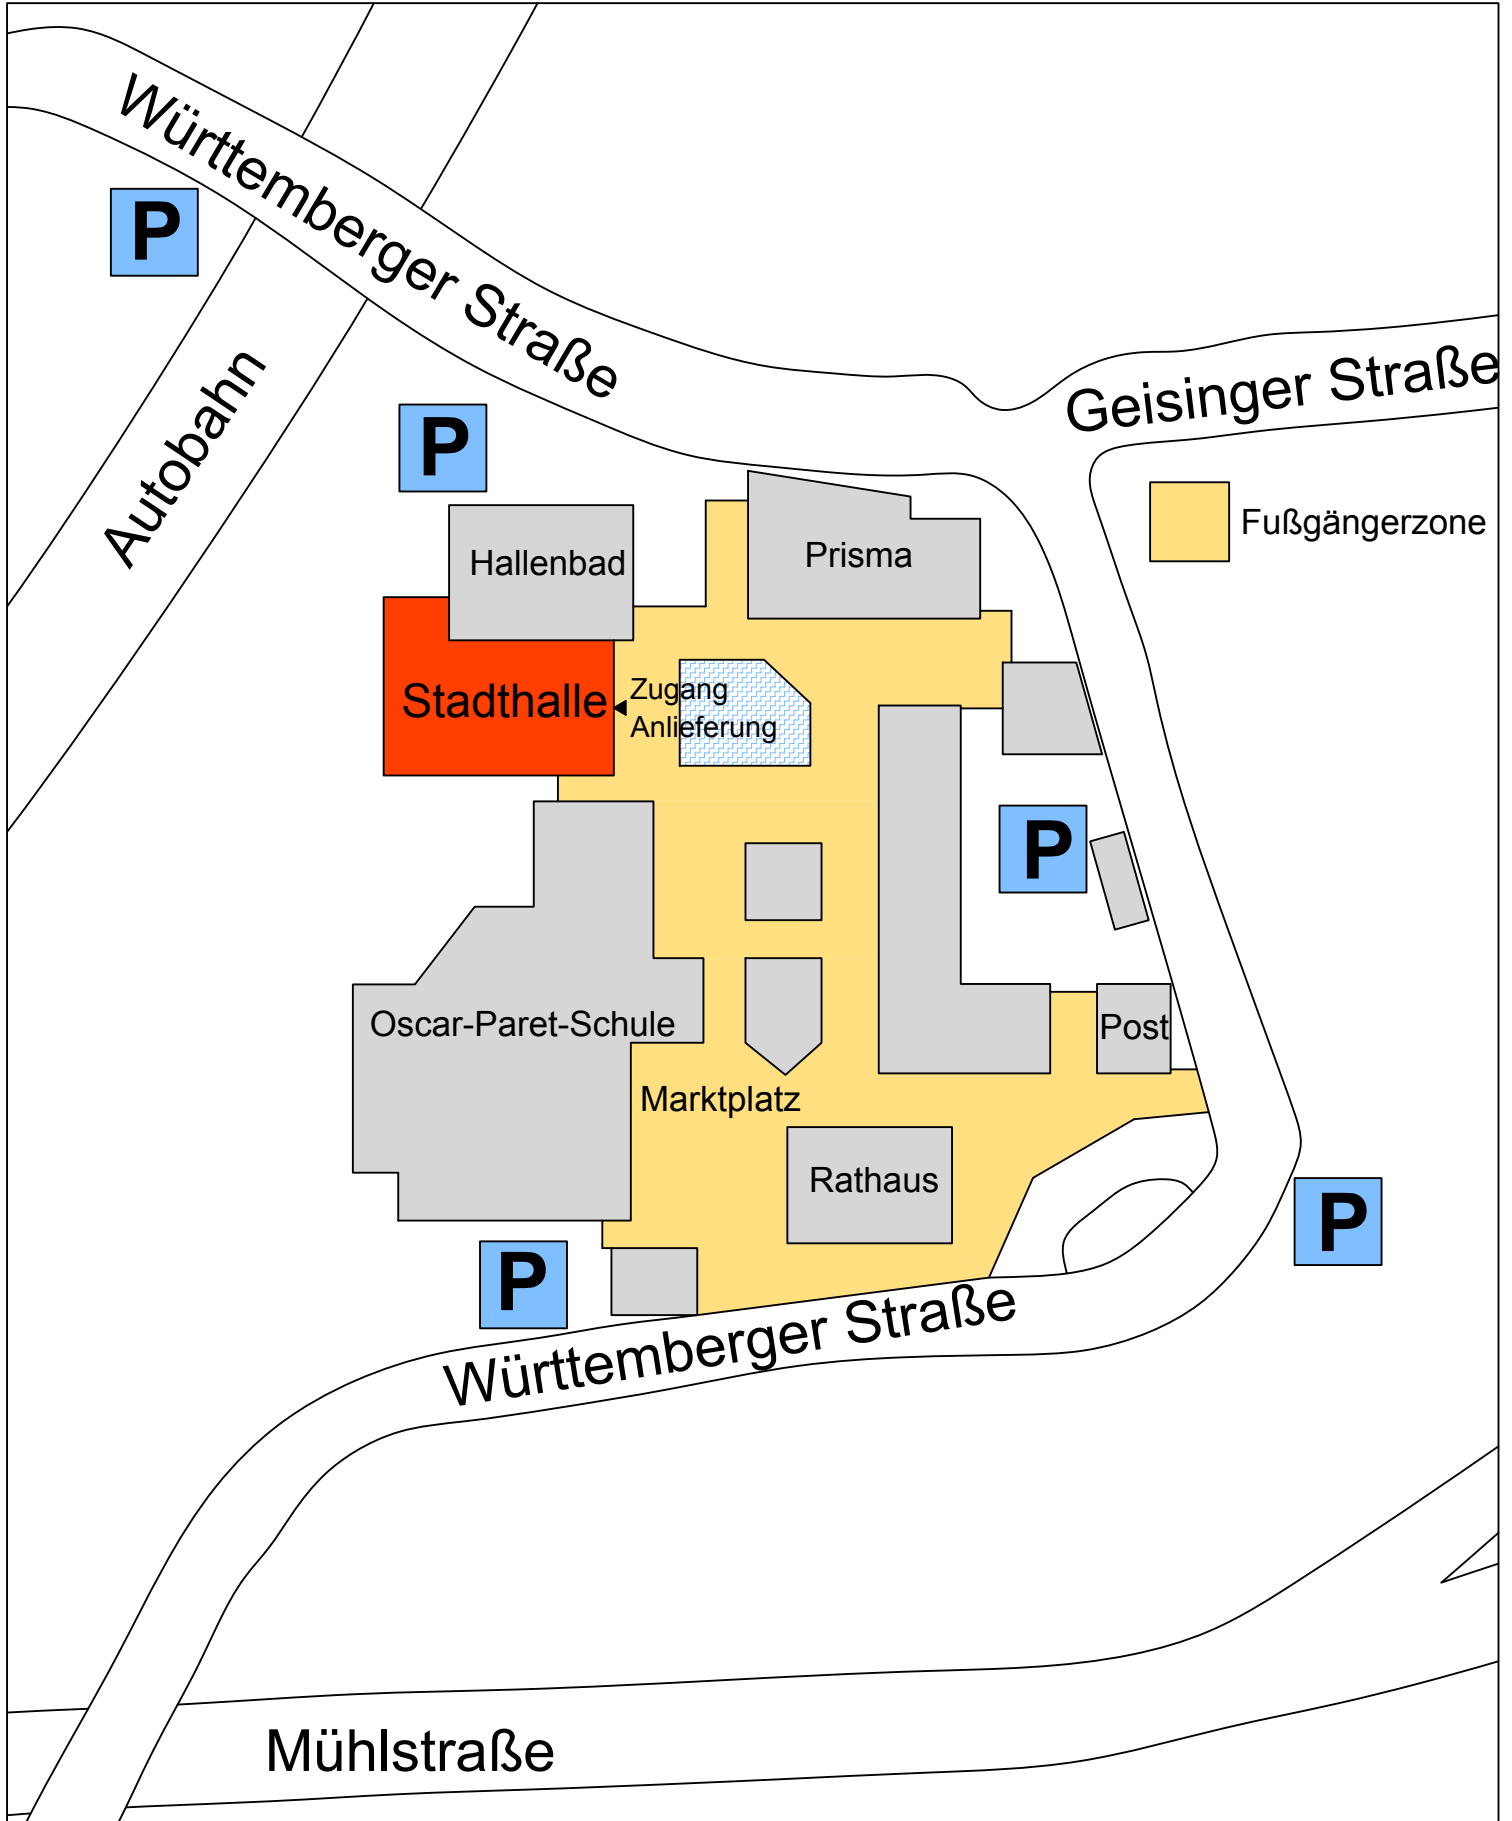 Württemberger Straße
P
Autobahn
Geisinger Straße
P
Fußgängerzone
Hallenbad
Prisma
Stadthalle
Zugang
Anlieferung
P
Oscar-Paret-Schule
Post
Marktplatz
Rathaus
P
P
Württemberger Straße
Mühlstraße